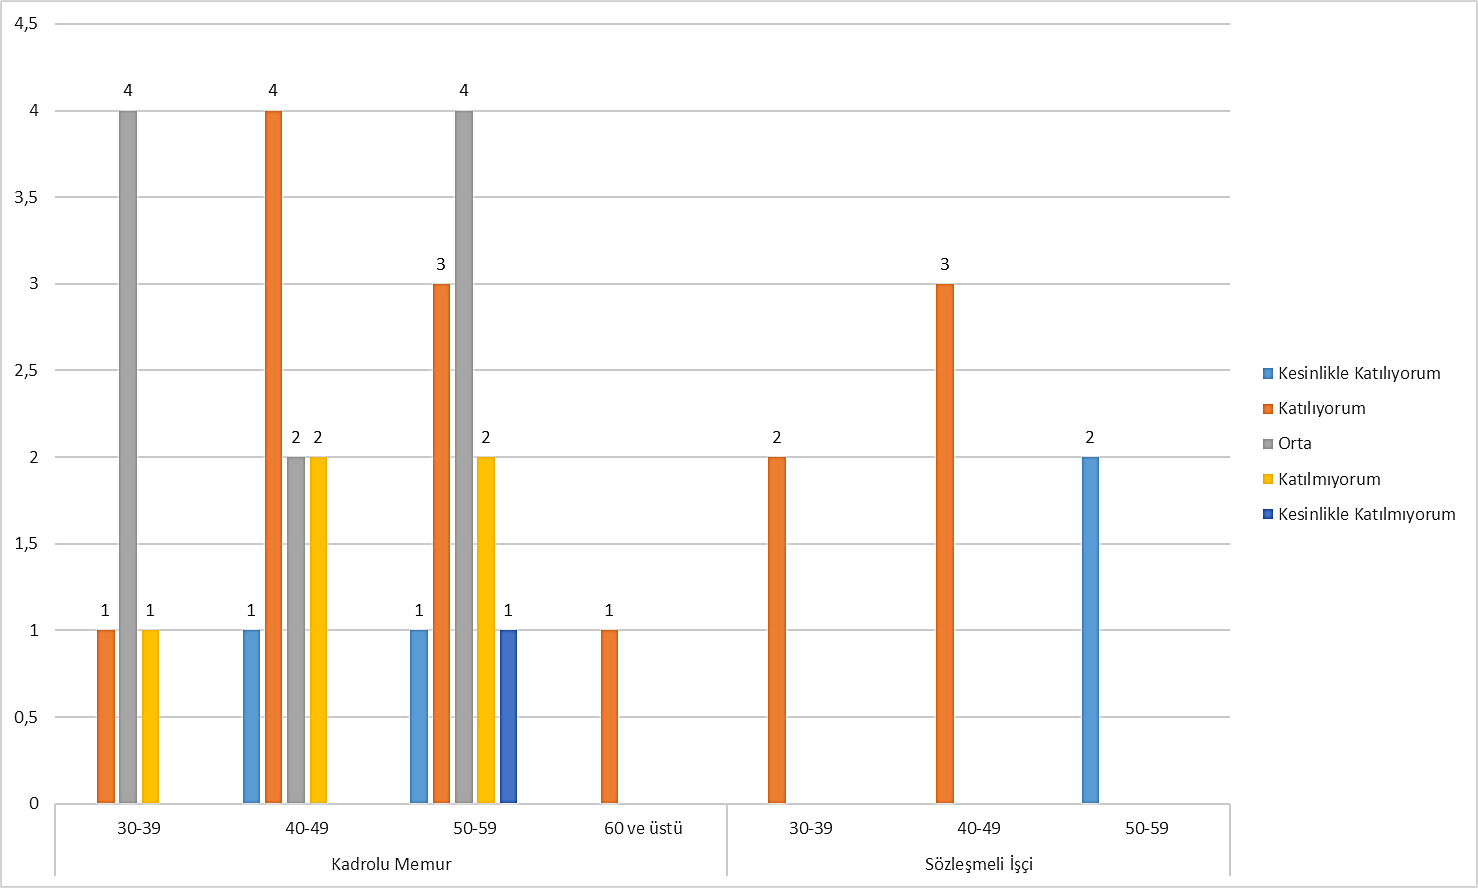 4,5
4
3,5
3
2,5
2
1,5
1
0,5
0
4 4 4
3 3
2 2 2 2 2
1 1 1 1 1 1
30-39 40-49 50-59 60 ve üstü 30-39 40-49 50-59
Kadrolu Memur Sözleşmeli İşçi
Kesinlikle Katılıyorum
Katılıyorum
Orta
Katılmıyorum
Kesinlikle Katılmıyorum